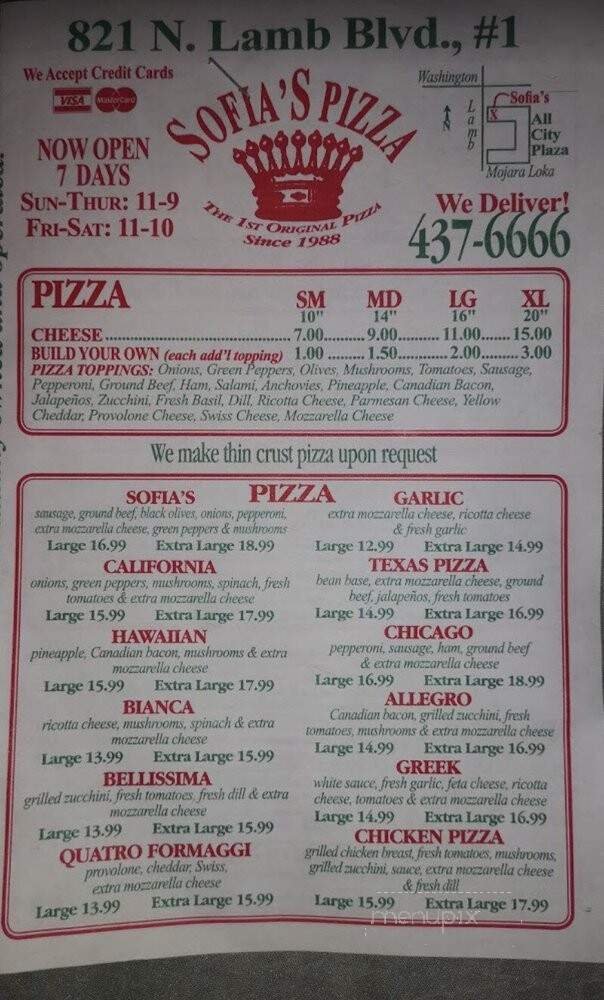 821 N. Lamb Blvd., #1
We Accept Credit Cards
VISA MasterCard
NOW OPEN
7 DAYS
SUN-THUR: 11-9
FRI-SAT: 11-10
SOFIA'S PIZZA
THE 1ST ORIGINAL PIZZA
Since 1988
Washington
N
Lamb
X
Sofia's
All
City
Plaza
Mojara Loka
We Deliver!
437-6666
PIZZA
SM MD LG XL
10" 14" 16" 20"
CHEESE 7.00 9.00 11.00 15.00
BUILD YOUR OWN (each add'l topping) 1.00 1.50 2.00 3.00
PIZZA TOPPINGS: Onions, Green Peppers, Olives, Mushrooms, Tomatoes, Sausage,
Pepperoni, Ground Beef, Ham, Salami, Anchovies, Pineapple, Canadian Bacon,
Jalapeños, Zucchini, Fresh Basil, Dill, Ricotta Cheese, Parmesan Cheese, Yellow
Cheddar, Provolone Cheese, Swiss Cheese, Mozzarella Cheese
We make thin crust pizza upon request
PIZZA
SOFIA'S
sausage, ground beef, black olives, onions, pepperoni,
extra mozzarella cheese, green peppers & mushrooms
Large 16.99 Extra Large 18.99
CALIFORNIA
onions, green peppers, mushrooms, spinach, fresh
tomatoes & extra mozzarella cheese
Large 15.99 Extra Large 17.99
HAWAIIAN
pineapple, Canadian bacon, mushrooms & extra
mozzarella cheese
Large 15.99 Extra Large 17.99
BIANCA
ricotta cheese, mushrooms, spinach & extra
mozzarella cheese
Large 13.99 Extra Large 15.99
BELLISSIMA
grilled zucchini, fresh tomatoes, fresh dill & extra
mozzarella cheese
Large 13.99 Extra Large 15.99
QUATRO FORMAGGI
provolone, cheddar, Swiss,
extra mozzarella cheese
Large 13.99 Extra Large 15.99
GARLIC
extra mozzarella cheese, ricotta cheese
& fresh garlic
Large 12.99 Extra Large 14.99
TEXAS PIZZA
bean base, extra mozzarella cheese, ground
beef, jalapeños, fresh tomatoes
Large 14.99 Extra Large 16.99
CHICAGO
pepperoni, sausage, ham, ground beef
& extra mozzarella cheese
Large 16.99 Extra Large 18.99
ALLEGRO
Canadian bacon, grilled zucchini, fresh
tomatoes, mushrooms & extra mozzarella cheese
Large 14.99 Extra Large 16.99
GREEK
white sauce, fresh garlic, feta cheese, ricotta
cheese, tomatoes & extra mozzarella cheese
Large 14.99 Extra Large 16.99
CHICKEN PIZZA
grilled chicken breast, fresh tomatoes, mushrooms,
grilled zucchini, sauce, extra mozzarella cheese
& fresh dill
Large 15.99 Extra Large 17.99
menupix